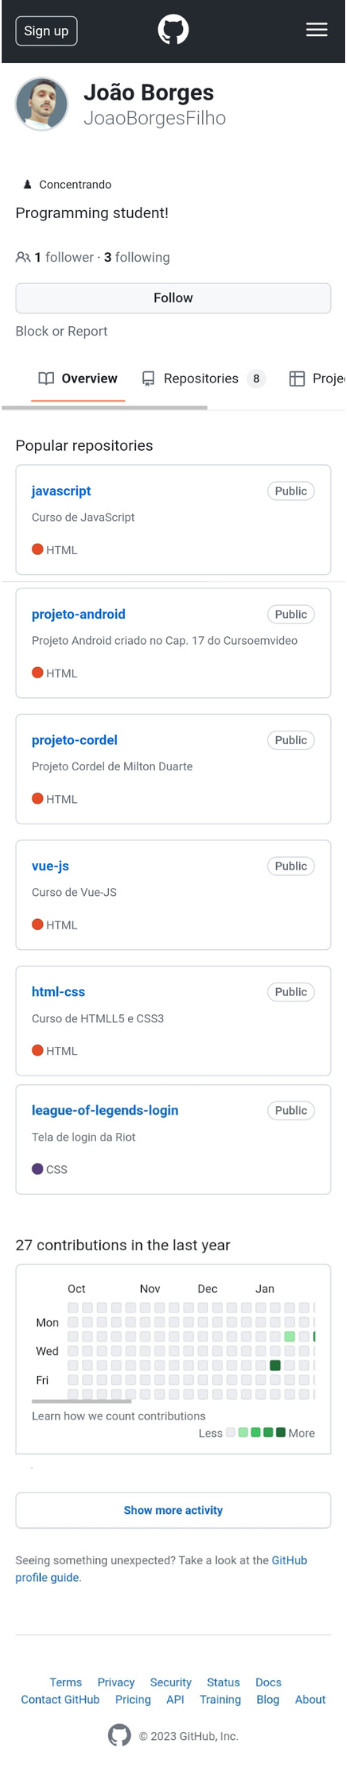 Sign up
João Borges
JoaoBorgesFilho
Concentrando
Programming student!
1 follower · 3 following
Follow
Block or Report
Overview Repositories 8 Proje
Popular repositories
javascript Public
Curso de JavaScript
HTML
projeto-android Public
Projeto Android criado no Cap. 17 do Cursoemvideo
HTML
projeto-cordel Public
Projeto Cordel de Milton Duarte
HTML
vue-js Public
Curso de Vue-JS
HTML
html-css Public
Curso de HTMLL5 e CSS3
HTML
league-of-legends-login Public
Tela de login da Riot
CSS
27 contributions in the last year
Oct Nov Dec Jan
Mon
Wed
Fri
Learn how we count contributions
Less More
Show more activity
Seeing something unexpected? Take a look at the GitHub
profile guide.
Terms Privacy Security Status Docs
Contact GitHub Pricing API Training Blog About
© 2023 GitHub, Inc.